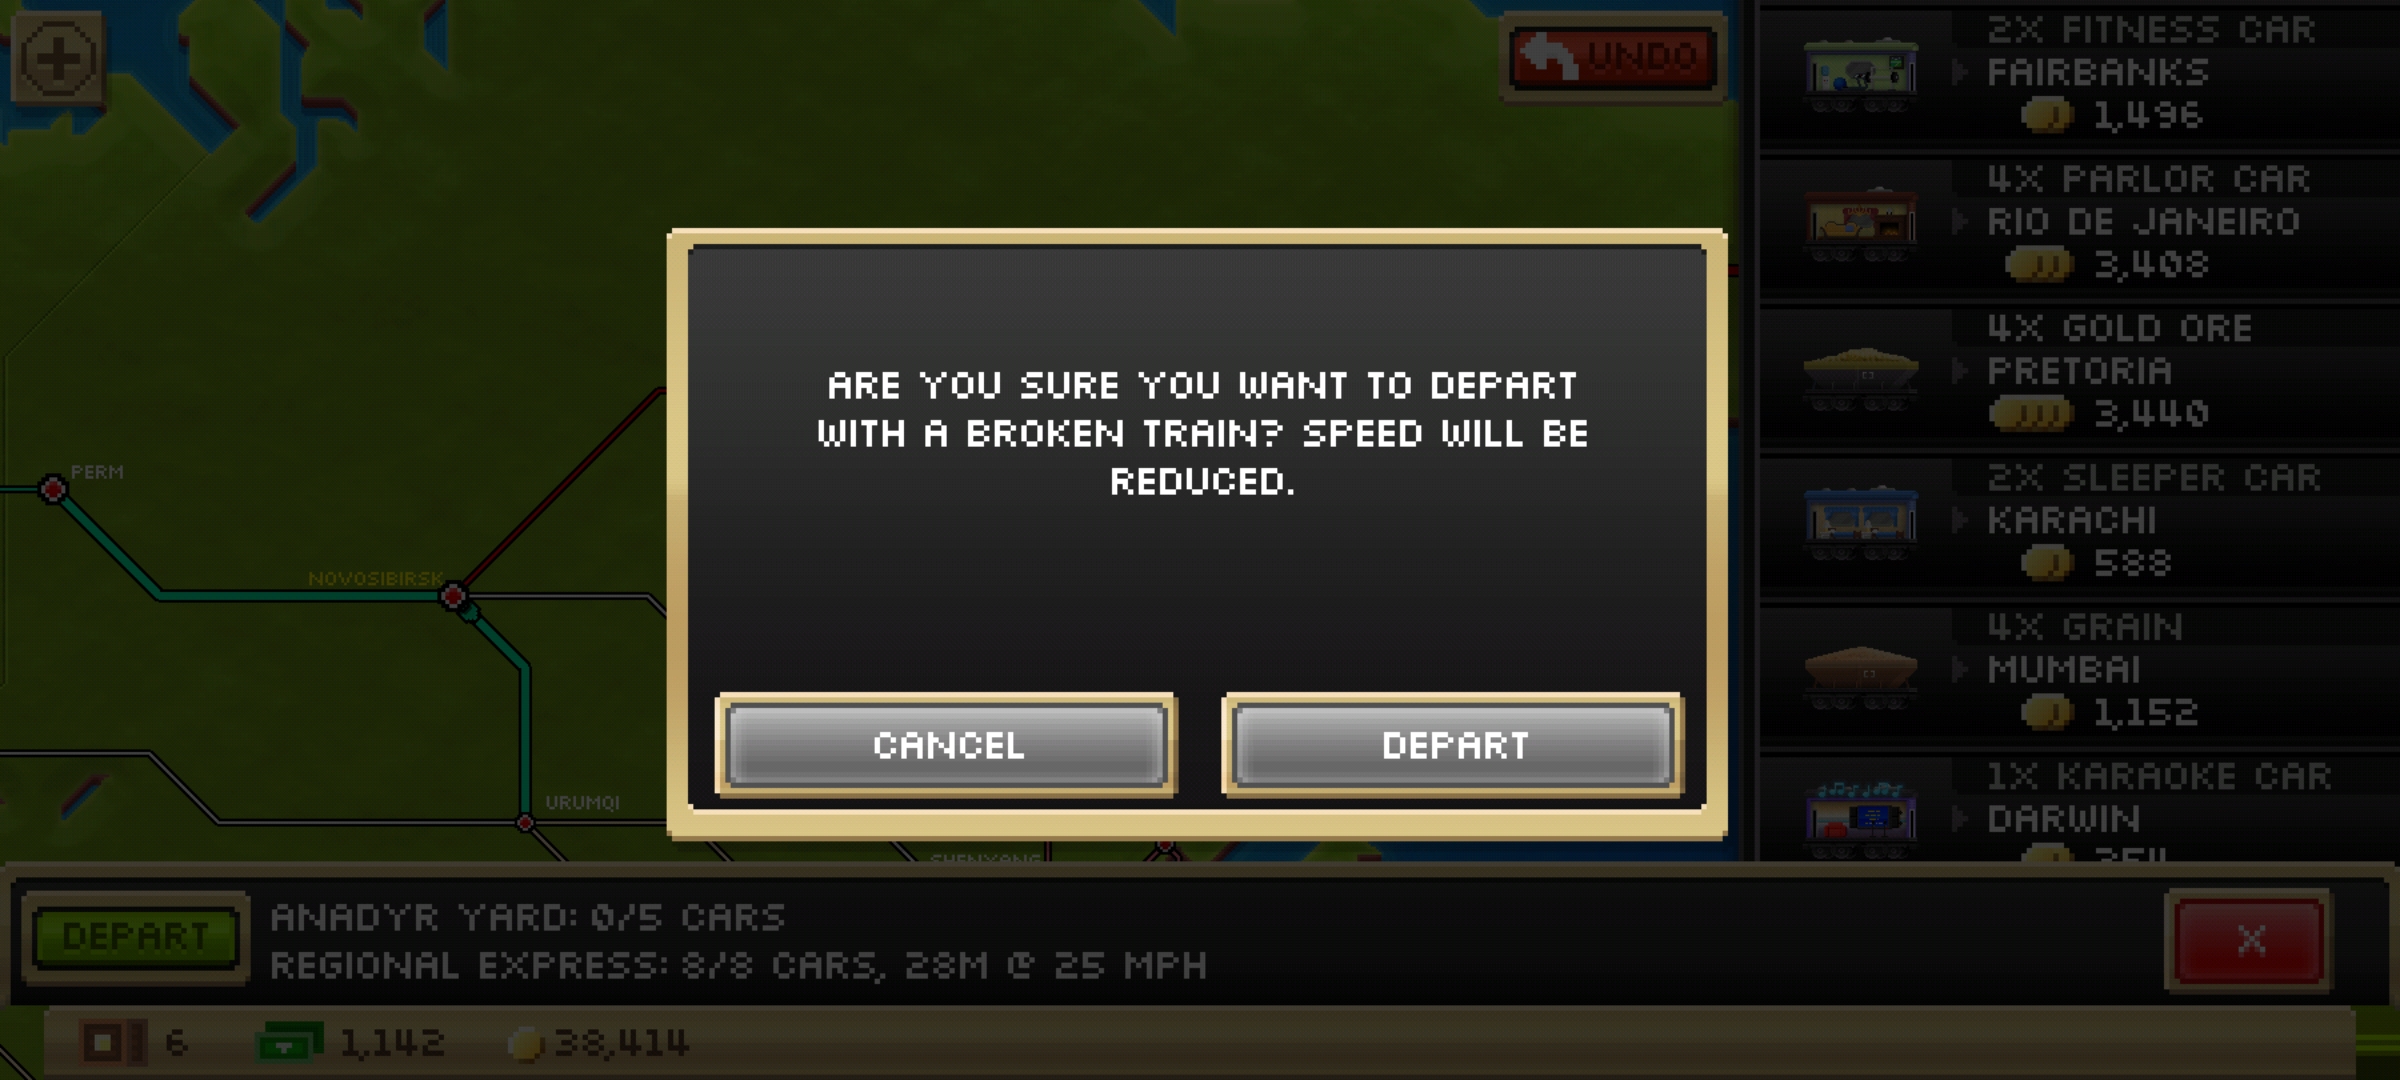 UNDO
2X FITNESS CAR
FAIRBANKS
1,496
4X PARLOR CAR
RIO DE JANEIRO
3,408
4X GOLD ORE
PRETORIA
3,440
2X SLEEPER CAR
KARACHI
588
4X GRAIN
MUMBAI
1,152
1X KARAOKE CAR
DARWIN
ARE YOU SURE YOU WANT TO DEPART
WITH A BROKEN TRAIN? SPEED WILL BE
REDUCED.
CANCEL
DEPART
PERM
NOVOSIBIRSK
URUMQI
SHENYANG
DEPART
ANADYR YARD: 0/5 CARS
REGIONAL EXPRESS: 8/8 CARS, 28M @ 25 MPH
X
6
1,142
38,414